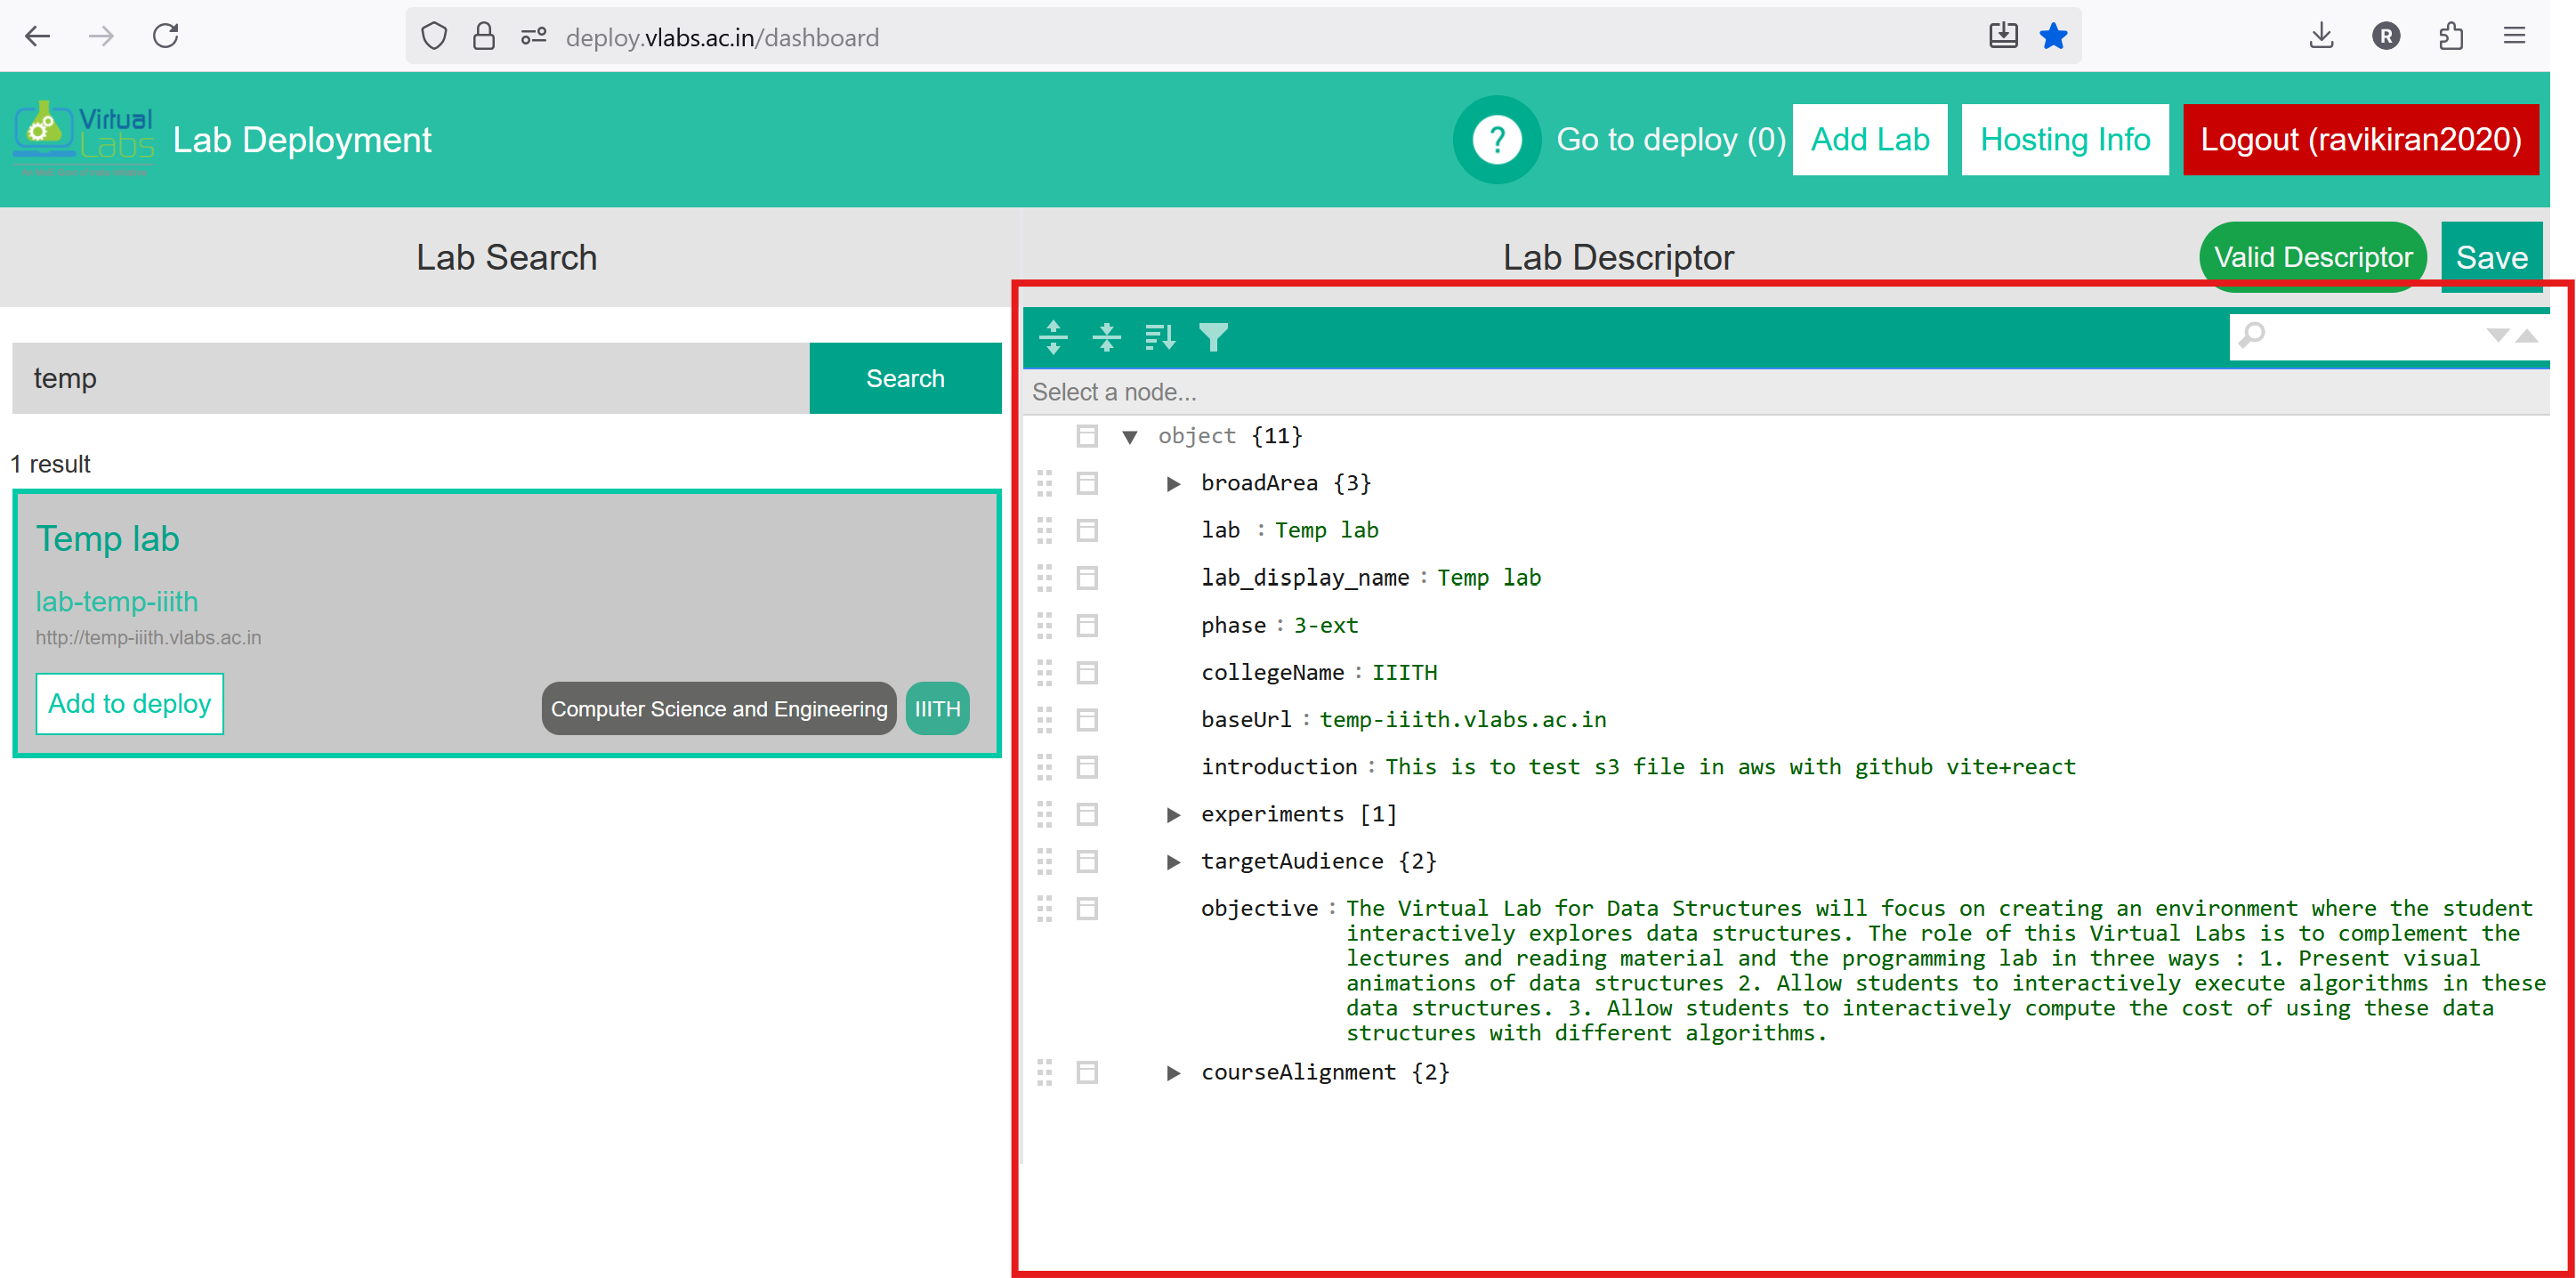 deploy.vlabs.ac.in/dashboard
R
Virtual
Labs
Lab Deployment
?
Go to deploy (0)
Add Lab
Hosting Info
Logout (ravikiran2020)
Lab Search
Lab Descriptor
Valid Descriptor
Save
temp
Search
1 result
Temp lab
lab-temp-iiith
http://temp-iiith.vlabs.ac.in
Add to deploy
Computer Science and Engineering
IIITH
Select a node...
object {11}
broadArea {3}
lab : Temp lab
lab_display_name : Temp lab
phase : 3-ext
collegeName : IIITH
baseUrl : temp-iiith.vlabs.ac.in
introduction : This is to test s3 file in aws with github vite+react
experiments [1]
targetAudience {2}
objective : The Virtual Lab for Data Structures will focus on creating an environment where the student
interactively explores data structures. The role of this Virtual Labs is to complement the
lectures and reading material and the programming lab in three ways : 1. Present visual
animations of data structures 2. Allow students to interactively execute algorithms in these
data structures. 3. Allow students to interactively compute the cost of using these data
structures with different algorithms.
courseAlignment {2}